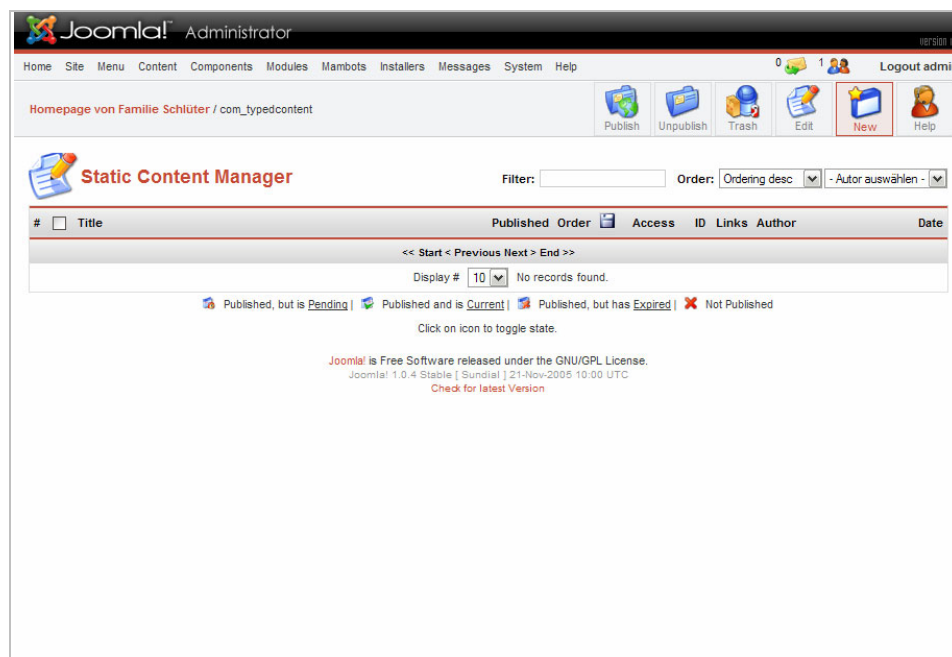 Joomla!™ Administrator
version
Home Site Menu Content Components Modules Mambots Installers Messages System Help 0 1 Logout admi
Homepage von Familie Schlüter / com_typedcontent
Publish Unpublish Trash Edit New Help
Static Content Manager Filter: Order: Ordering desc - Autor auswählen -
# Title Published Order Access ID Links Author Date
<< Start < Previous Next > End >>
Display # 10 No records found.
Published, but is Pending | Published and is Current | Published, but has Expired | Not Published
Click on icon to toggle state.
Joomla! is Free Software released under the GNU/GPL License.
Joomla! 1.0.4 Stable [ Sundial ] 21-Nov-2005 10:00 UTC
Check for latest Version